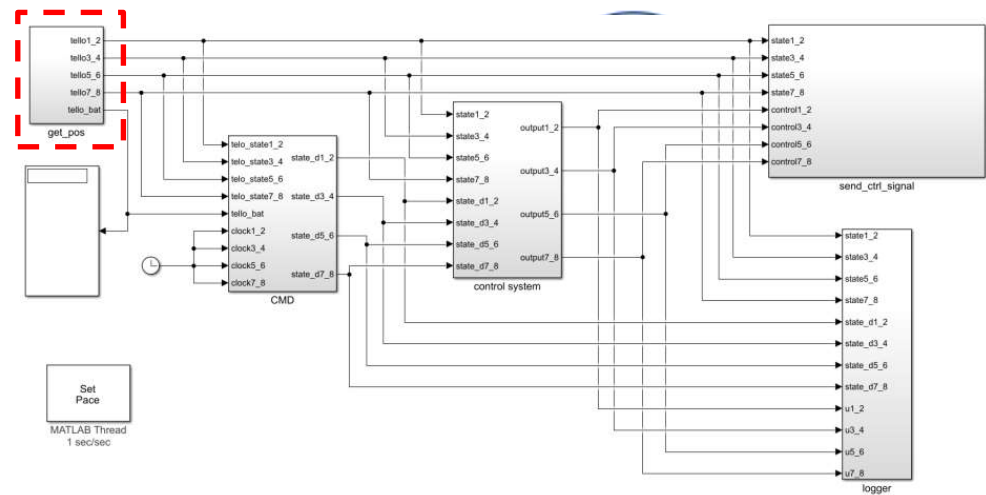 tello1_2
tello3_4
tello5_6
tello7_8
tello_bat
get_pos
telo_state1_2
telo_state3_4
telo_state5_6
telo_state7_8
tello_bat
clock1_2
clock3_4
clock5_6
clock7_8
state_d1_2
state_d3_4
state_d5_6
state_d7_8
CMD
state1_2
state3_4
state5_6
state7_8
state_d1_2
state_d3_4
state_d5_6
state_d7_8
output1_2
output3_4
output5_6
output7_8
control system
state1_2
state3_4
state5_6
state7_8
control1_2
control3_4
control5_6
control7_8
send_ctrl_signal
state1_2
state3_4
state5_6
state7_8
state_d1_2
state_d3_4
state_d5_6
state_d7_8
u1_2
u3_4
u5_6
u7_8
logger
Set
Pace
MATLAB Thread
1 sec/sec